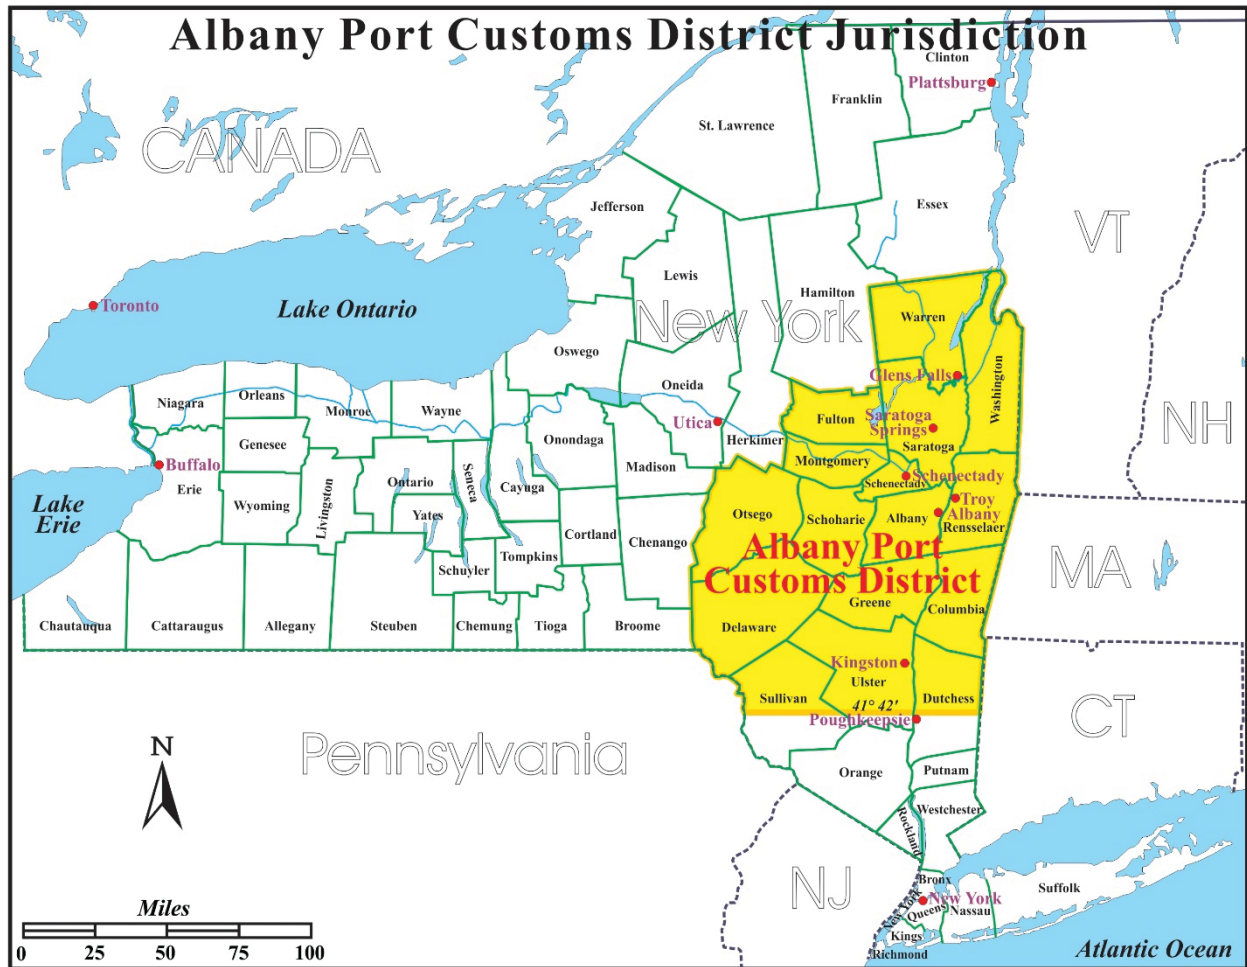 Albany Port Customs District Jurisdiction
Clinton
Plattsburg
Franklin
St. Lawrence
CANADA
Essex
Jefferson
VT
Lewis
Hamilton
Toronto
Lake Ontario
New York
Warren
Oswego
Glens Falls
Washington
Oneida
Niagara
Orleans
Monroe
Wayne
Fulton
Saratoga
Springs
Utica
NH
Genesee
Onondaga
Herkimer
Saratoga
Madison
Montgomery
Buffalo
Seneca
Schenectady
Schenectady
Erie
Ontario
Cayuga
Lake
Erie
Wyoming
Livingston
Yates
Otsego
Schoharie
Albany
Troy
Albany
Rensselaer
Cortland
Chenango
Albany Port
Customs District
MA
Tompkins
Schuyler
Greene
Columbia
Chautauqua
Cattaraugus
Allegany
Steuben
Chemung
Tioga
Broome
Delaware
Kingston
Ulster
Sullivan
Dutchess
41° 42'
Poughkeepsie
CT
Pennsylvania
N
Orange
Putnam
Westchester
Rockland
NJ
Bronx
New York
New York
Queens
Nassau
Suffolk
Kings
Richmond
Atlantic Ocean
Miles
0 25 50 75 100